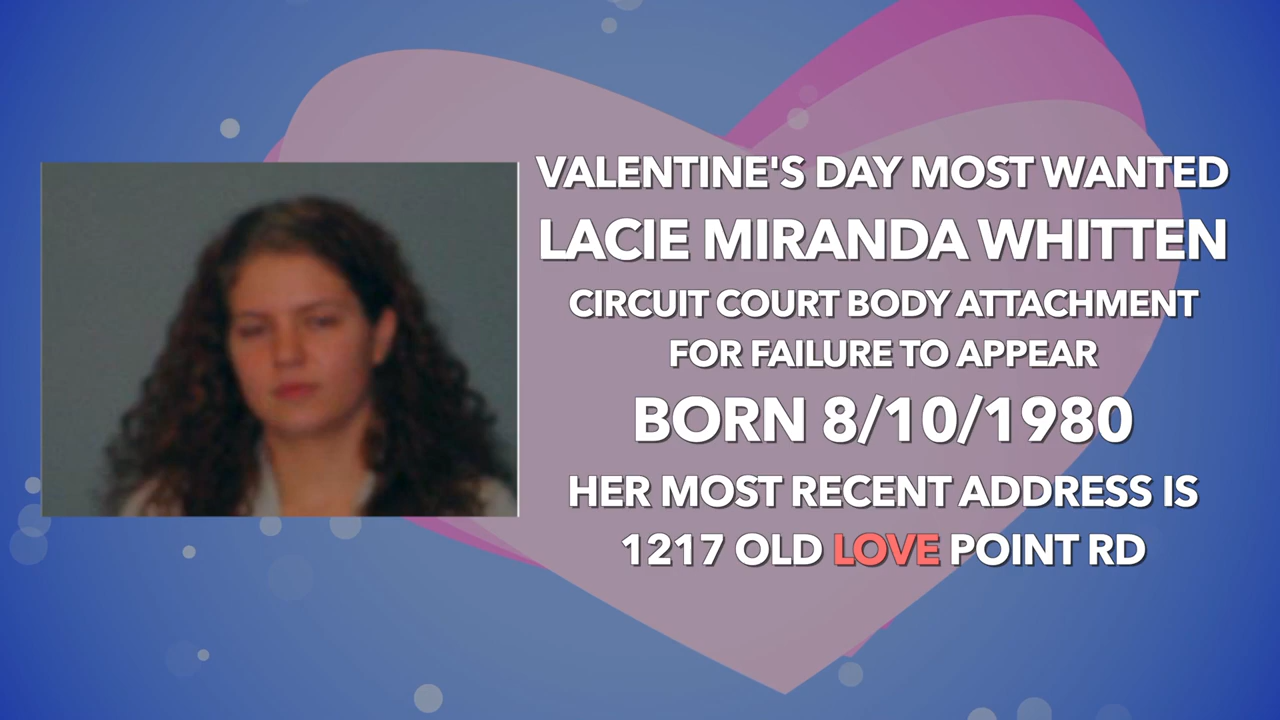 VALENTINE'S DAY MOST WANTED
LACIE MIRANDA WHITTEN
CIRCUIT COURT BODY ATTACHMENT
FOR FAILURE TO APPEAR
BORN 8/10/1980
HER MOST RECENT ADDRESS IS
1217 OLD LOVE POINT RD